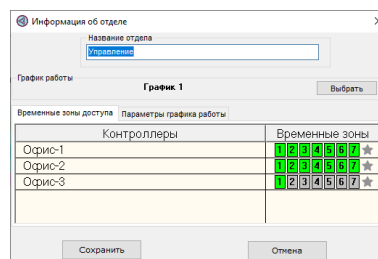 Информация об отделе
Название отдела
Управление
График работы
График 1
Выбрать
Временные зоны доступа Параметры графика работы
Контроллеры Временные зоны
Офис-1 1 2 3 4 5 6 7
Офис-2 1 2 3 4 5 6 7
Офис-3 1 2 3 4 5 6 7
Сохранить Отмена